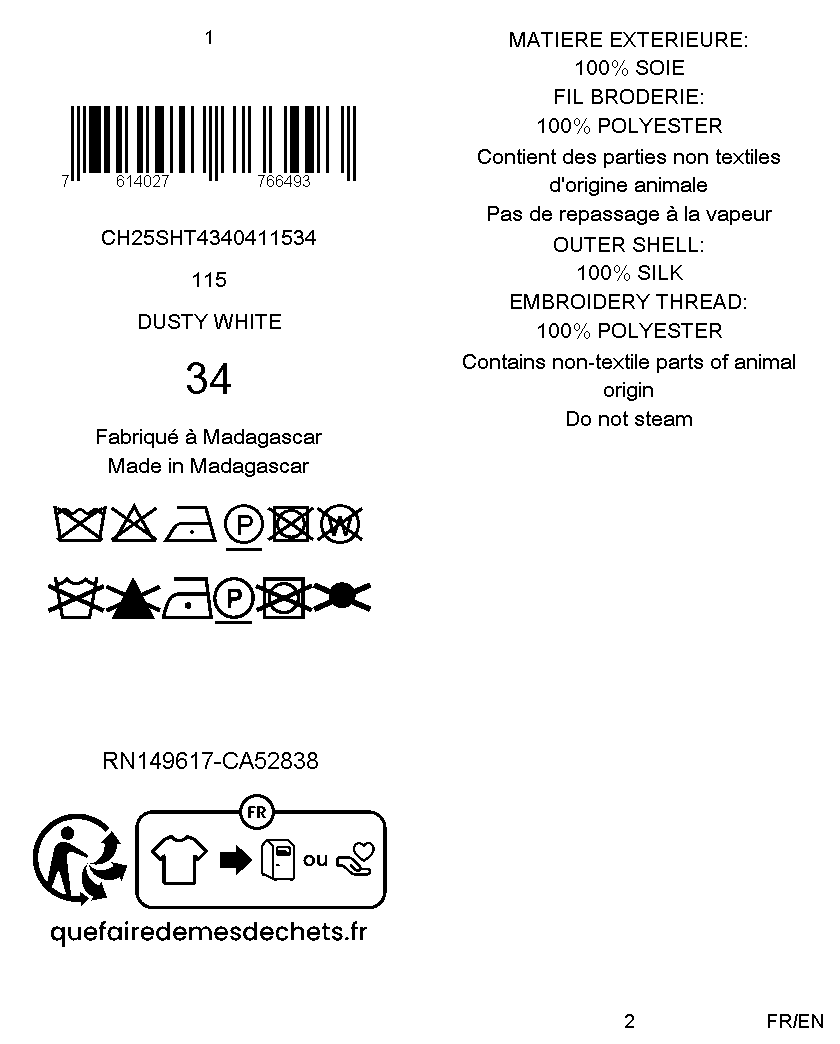 1
7 614027 766493
CH25SHT4340411534
115
DUSTY WHITE
34
Fabriqué à Madagascar
Made in Madagascar
P W
P
RN149617-CA52838
FR
ou
quefairedemesdechets.fr
MATIERE EXTERIEURE:
100% SOIE
FIL BRODERIE:
100% POLYESTER
Contient des parties non textiles
d'origine animale
Pas de repassage à la vapeur
OUTER SHELL:
100% SILK
EMBROIDERY THREAD:
100% POLYESTER
Contains non-textile parts of animal
origin
Do not steam
2
FR/EN